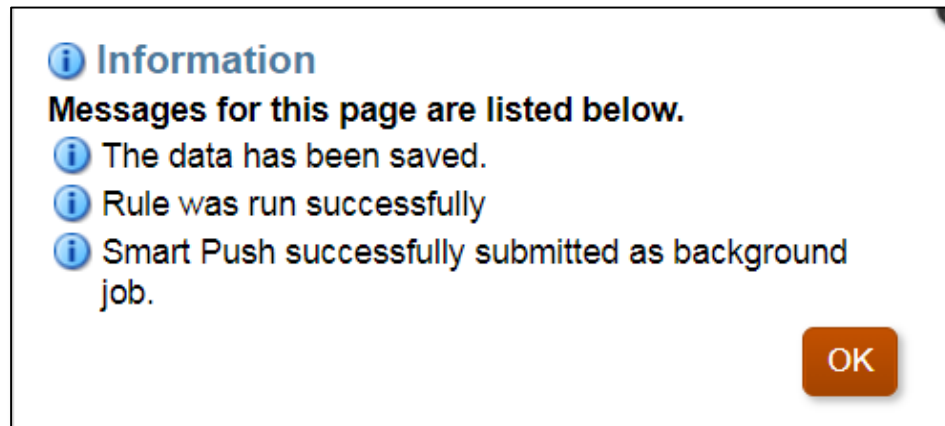 Information
Messages for this page are listed below.
The data has been saved.
Rule was run successfully
Smart Push successfully submitted as background
job.
OK